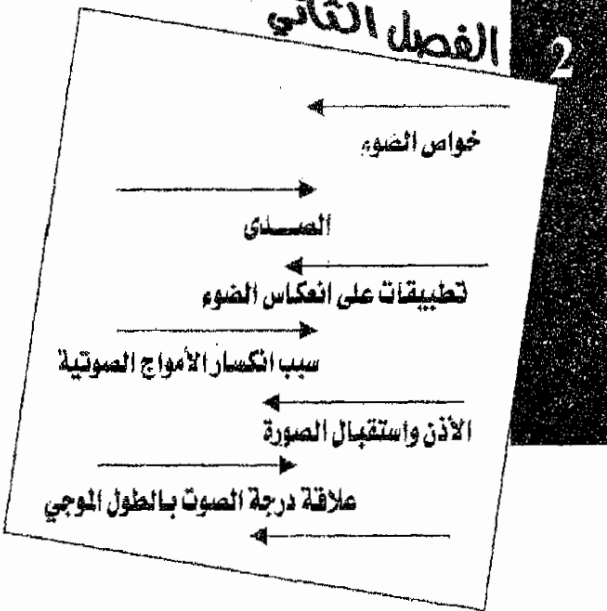 الفصل الثاني
2
خواص الضوء
الصدى
تطبيقات على انعكاس الضوء
سبب انكسار الأمواج الصوتية
الأذن واستقبال الصورة
علاقة درجة الصوت بالطول الموجي